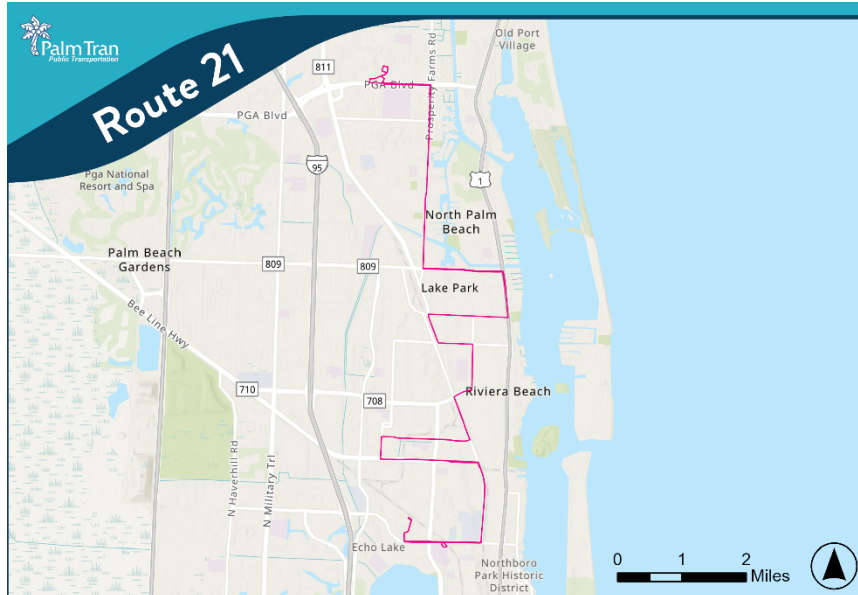 Palm Tran
Public Transportation
Route 21
Old Port
Village
Prosperity Farms Rd
811
PGA Blvd
PGA Blvd
95
Pga National
Resort and Spa
1
North Palm
Beach
Palm Beach
Gardens
809
809
Lake Park
Bee Line Hwy
710
708
Riviera Beach
N Haverhill Rd
N Military Trl
Echo Lake
Northboro
Park Historic
District
0 1 2
Miles